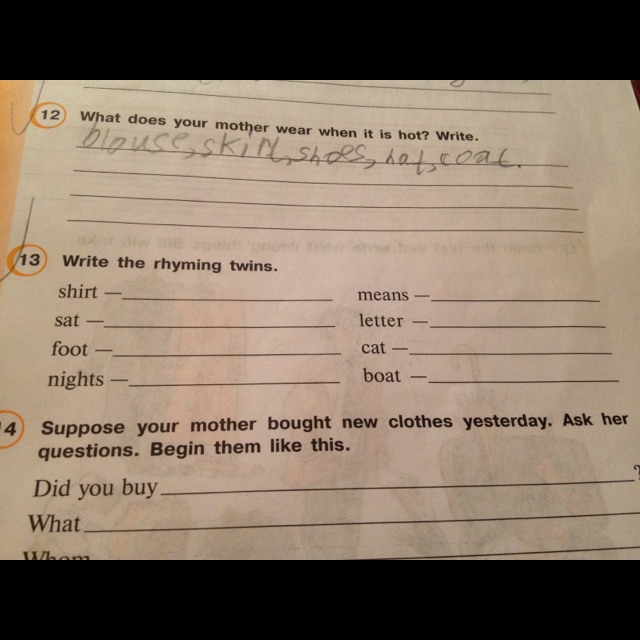 12 What does your mother wear when it is hot? Write.
blouse, skirt, shoes, hat, coat.
13 Write the rhyming twins.
shirt — means —
sat — letter —
foot — cat —
nights — boat —
14 Suppose your mother bought new clothes yesterday. Ask her
questions. Begin them like this.
Did you buy ?
What
Whom